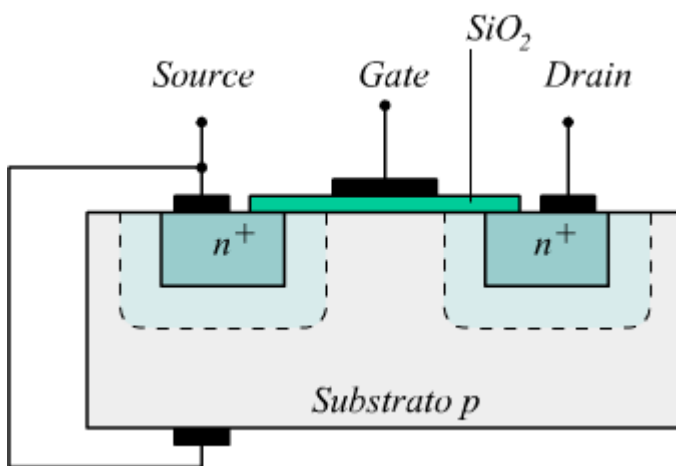 SiO₂
Source Gate Drain
n⁺ n⁺
Substrato p